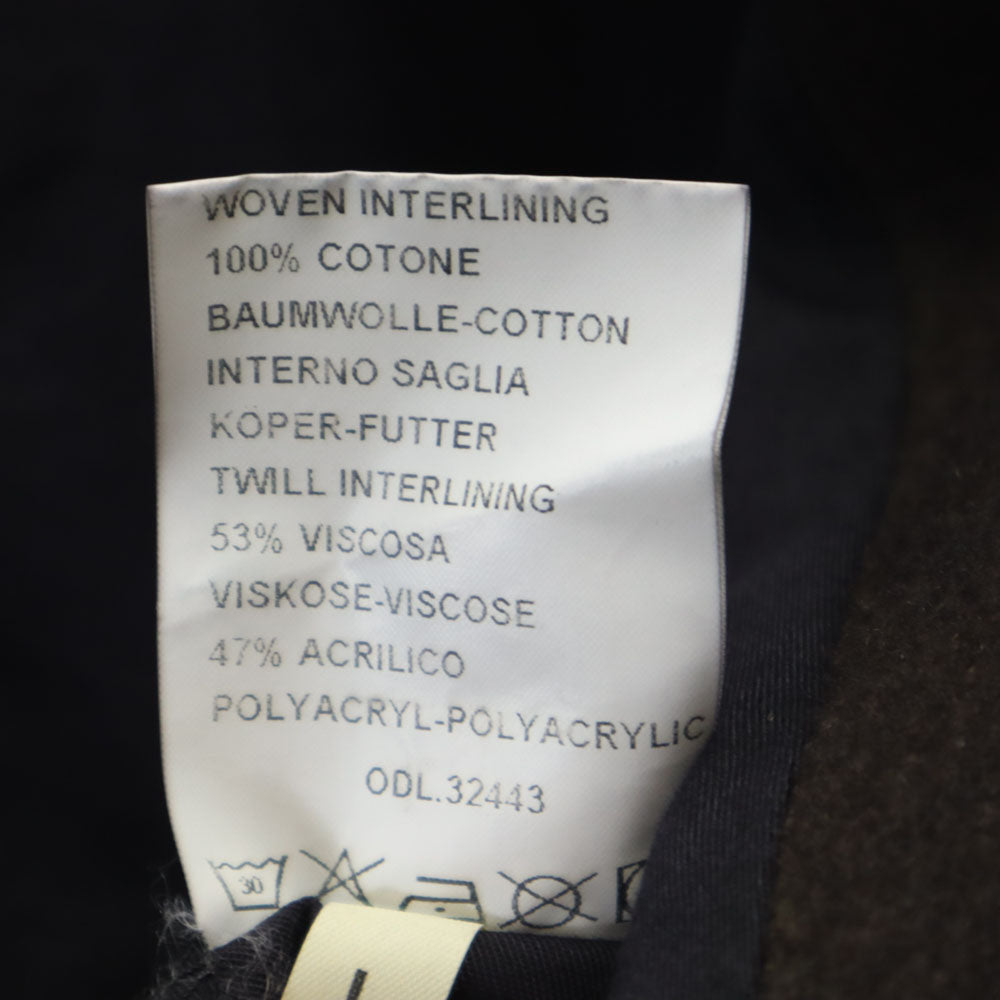 WOVEN INTERLINING
100% COTONE
BAUMWOLLE-COTTON
INTERNO SAGLIA
KÖPER-FUTTER
TWILL INTERLINING
53% VISCOSA
VISKOSE-VISCOSE
47% ACRILICO
POLYACRYL-POLYACRYLIC
ODL.32443
30